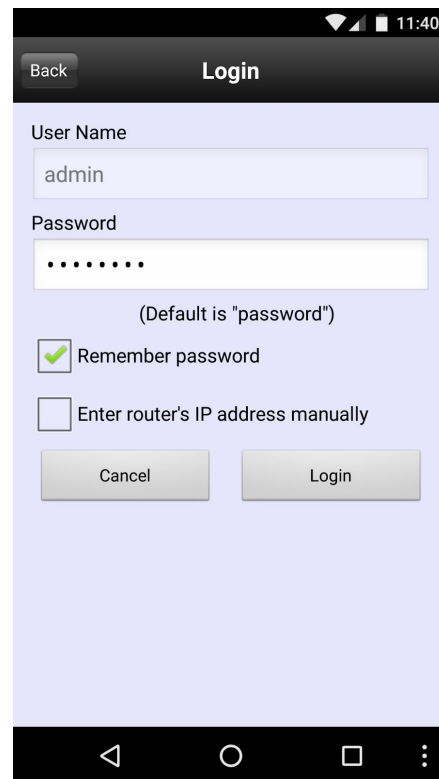 11:40
Back Login
User Name
admin
Password
••••••••
(Default is "password")
Remember password
Enter router's IP address manually
Cancel Login